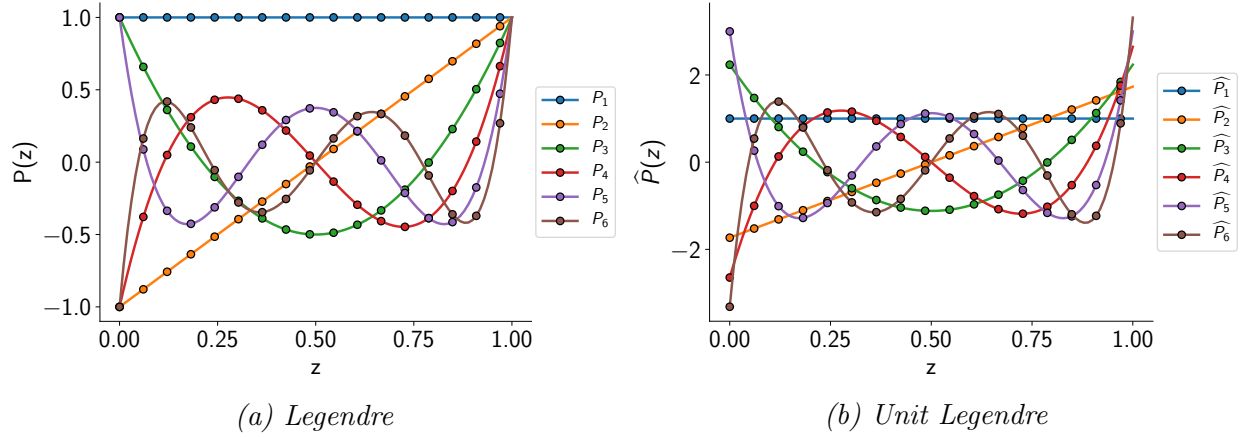 1.0
0.5
0.0
−0.5
−1.0
P(z)
0.00 0.25 0.50 0.75 1.00
z
P₁
P₂
P₃
P₄
P₅
P₆
(a) Legendre
2
0
−2
P̂(z)
0.00 0.25 0.50 0.75 1.00
z
P̂₁
P̂₂
P̂₃
P̂₄
P̂₅
P̂₆
(b) Unit Legendre